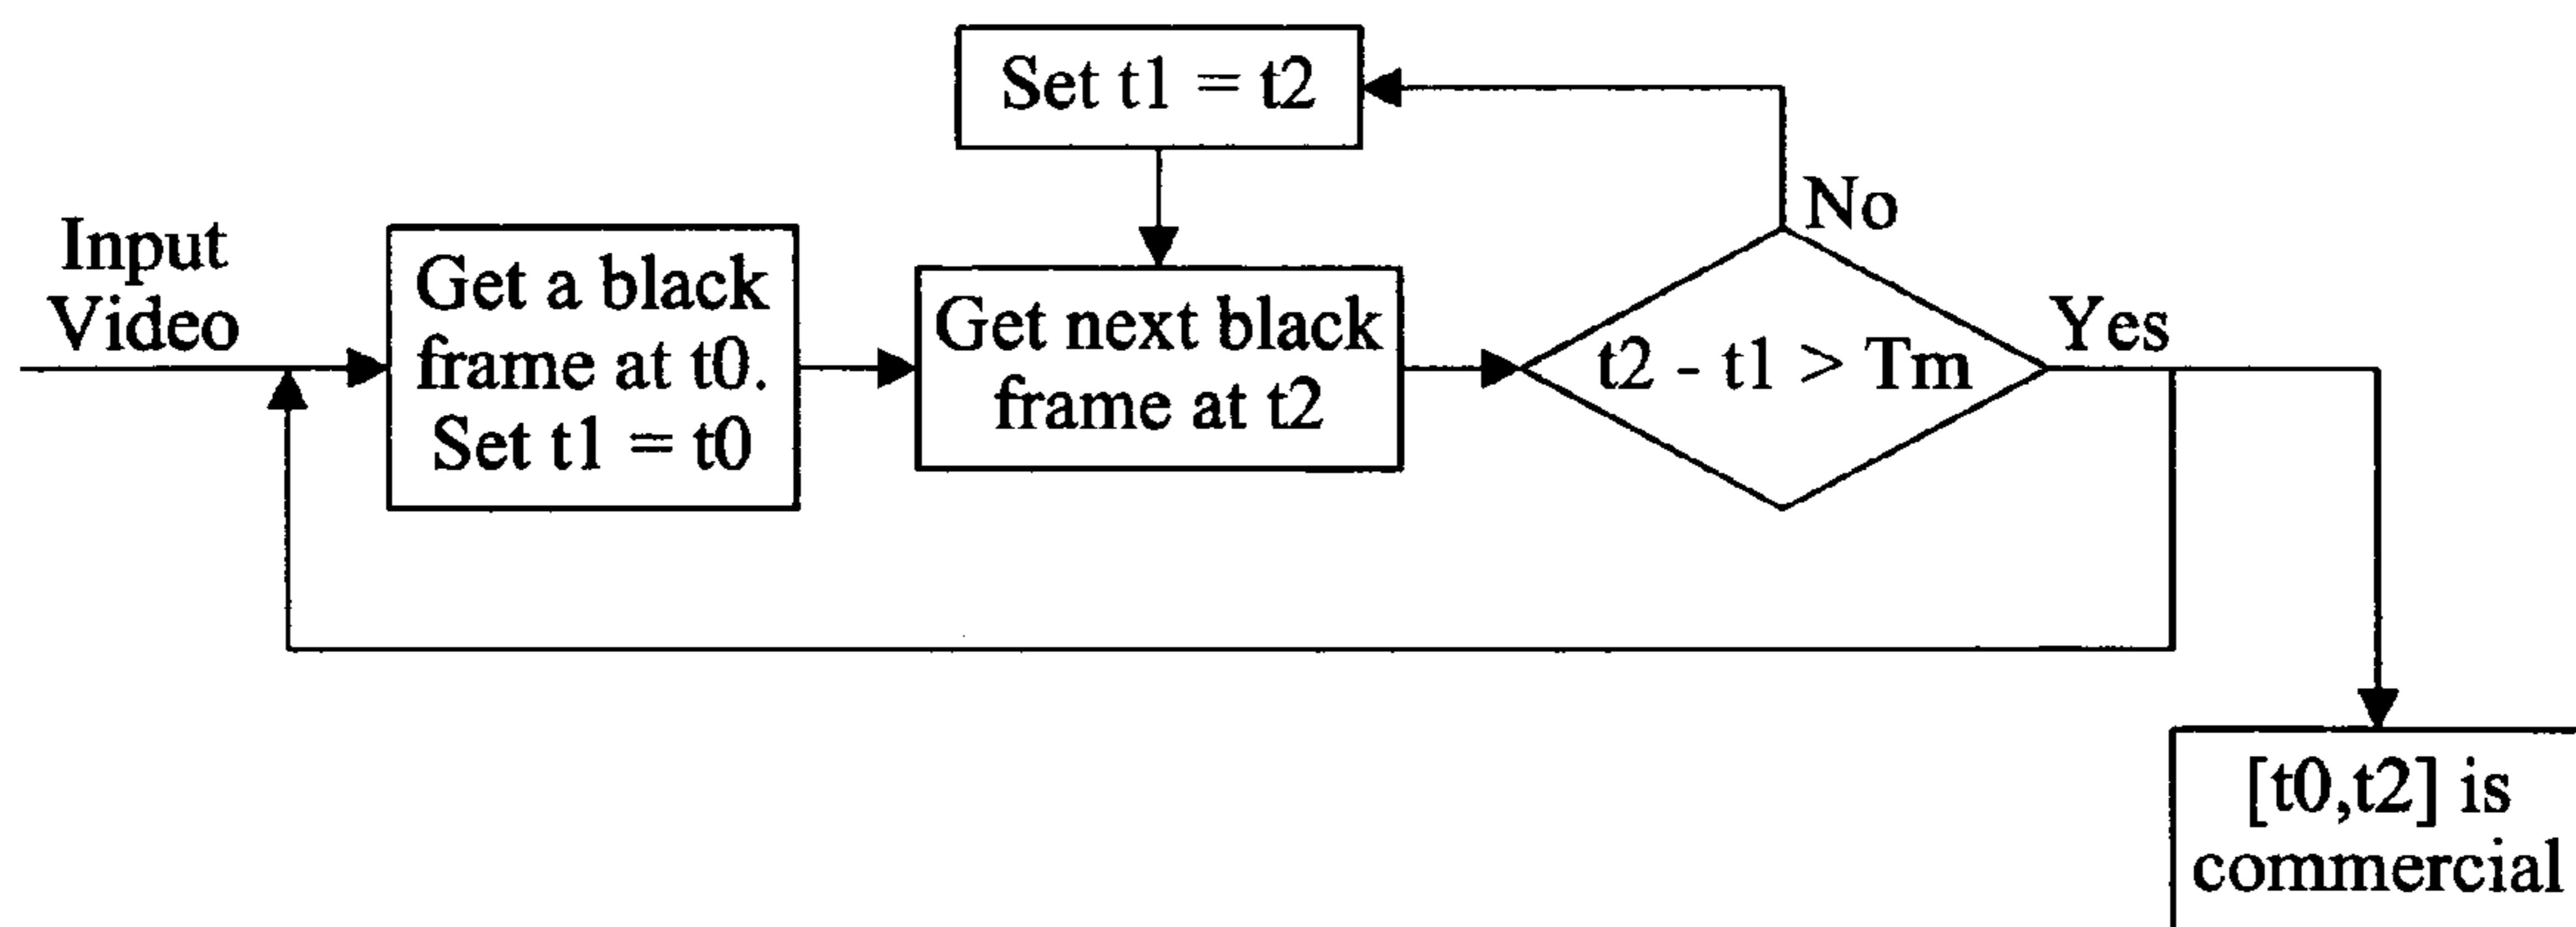 Set t1 = t2
Input
Video
Get a black
frame at t0.
Set t1 = t0
Get next black
frame at t2
t2 - t1 > Tm
No
Yes
[t0,t2] is
commercial